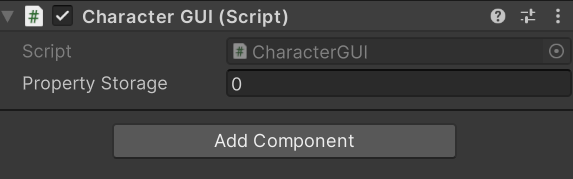 Character GUI (Script)
Script CharacterGUI
Property Storage 0
Add Component